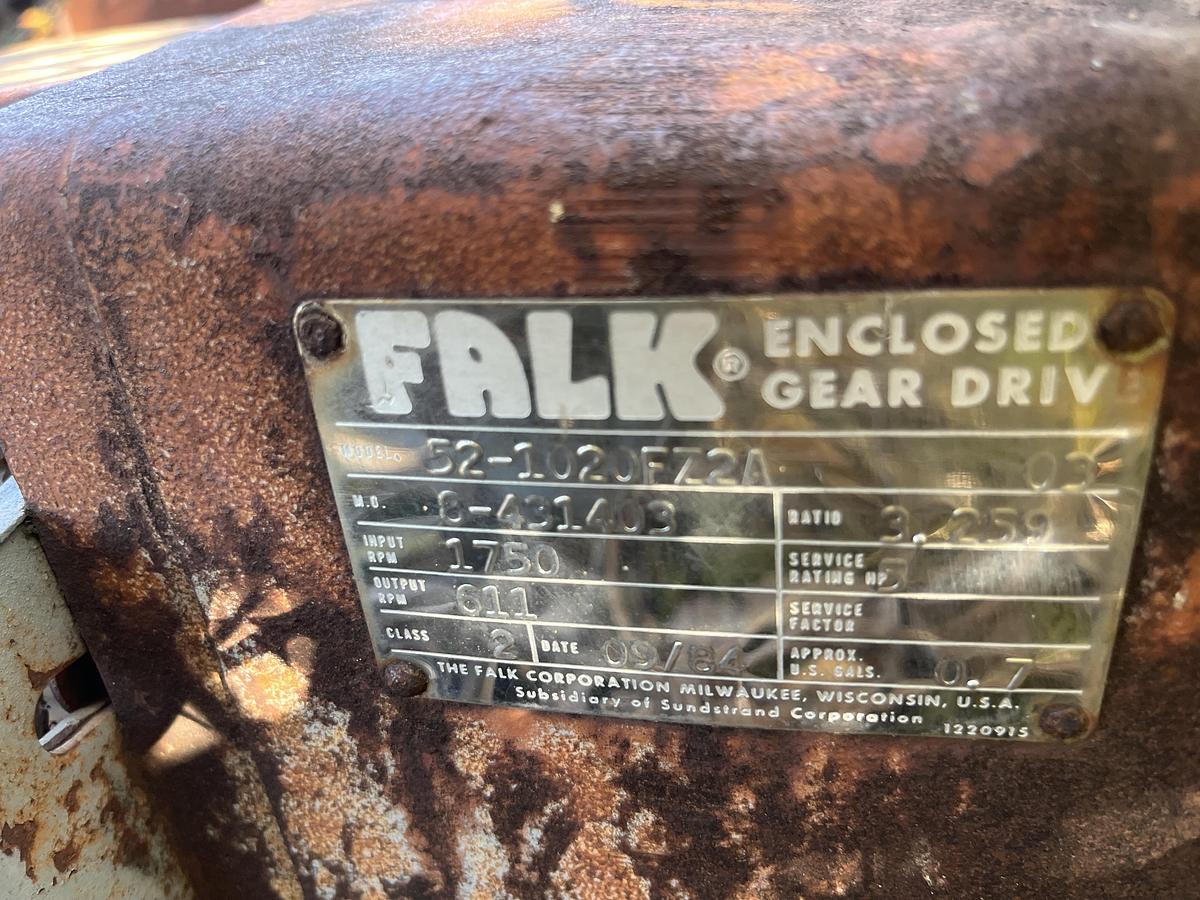 FALK® ENCLOSED
GEAR DRIVE
MODEL. 52-1020FZ2A 03
M.O. 8-431403
RATIO 3.259
INPUT
RPM 1750
SERVICE
RATING HP 5
OUTPUT
RPM 611
SERVICE
FACTOR
CLASS 2 DATE 09/84
APPROX.
U.S. GALS. 0.7
THE FALK CORPORATION MILWAUKEE, WISCONSIN, U.S.A.
Subsidiary of Sundstrand Corporation
1220915